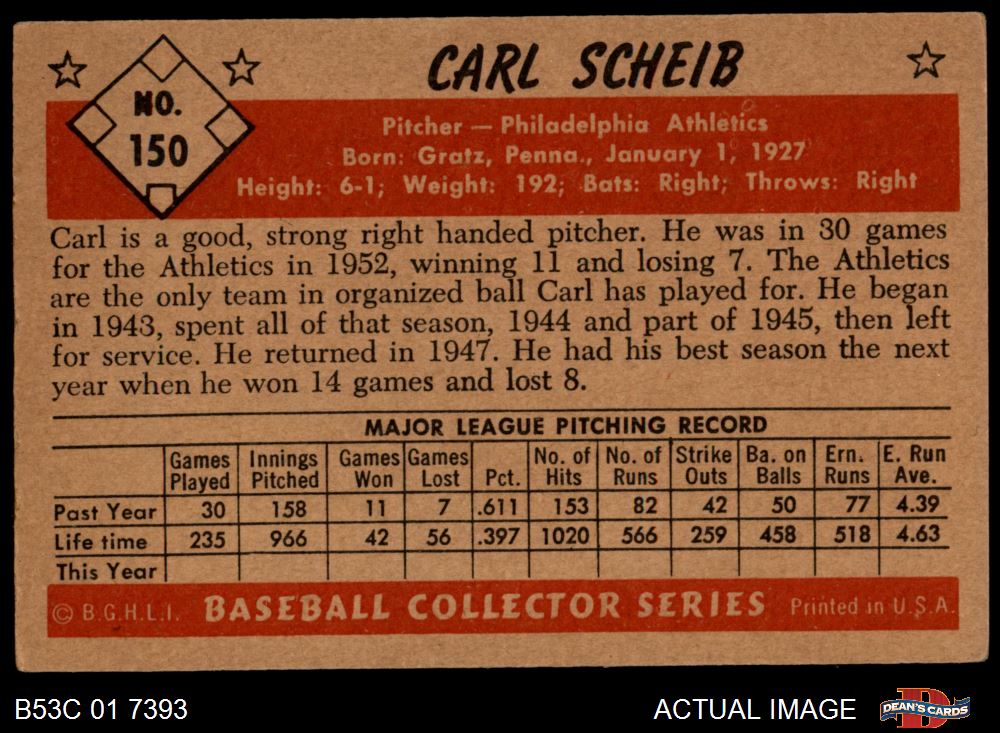 NO.
150
CARL SCHEIB
Pitcher — Philadelphia Athletics
Born: Gratz, Penna., January 1, 1927
Height: 6-1; Weight: 192; Bats: Right; Throws: Right
Carl is a good, strong right handed pitcher. He was in 30 games
for the Athletics in 1952, winning 11 and losing 7. The Athletics
are the only team in organized ball Carl has played for. He began
in 1943, spent all of that season, 1944 and part of 1945, then left
for service. He returned in 1947. He had his best season the next
year when he won 14 games and lost 8.
MAJOR LEAGUE PITCHING RECORD
Games Innings Games Games No. of No. of Strike Ba. on Ern. E. Run
Played Pitched Won Lost Pct. Hits Runs Outs Balls Runs Ave.
Past Year 30 158 11 7 .611 153 82 42 50 77 4.39
Life time 235 966 42 56 .397 1020 566 259 458 518 4.63
This Year
© B.G.H.L.I. BASEBALL COLLECTOR SERIES Printed in U.S.A.
B53C 01 7393 ACTUAL IMAGE DEAN'S CARDS